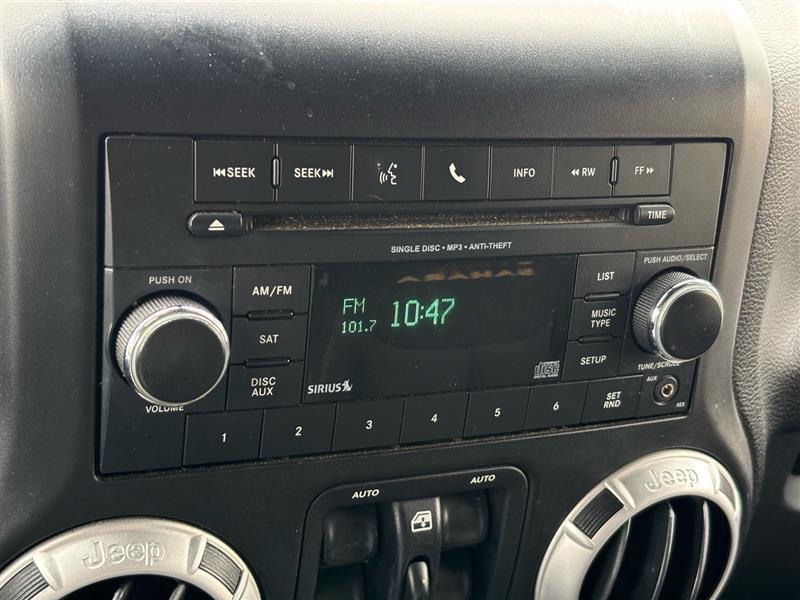 SEEK
SEEK
INFO
RW
FF
TIME
SINGLE DISC • MP3 • ANTI-THEFT
PUSH ON
VOLUME
AM/FM
SAT
DISC
AUX
SAHARA
FM
101.7
10:47
SIRIUS
disc
LIST
MUSIC
TYPE
SETUP
PUSH AUDIO/SELECT
TUNE/SCROLL
AUX
1
2
3
4
5
6
SET
RND
AUTO
AUTO
Jeep
Jeep